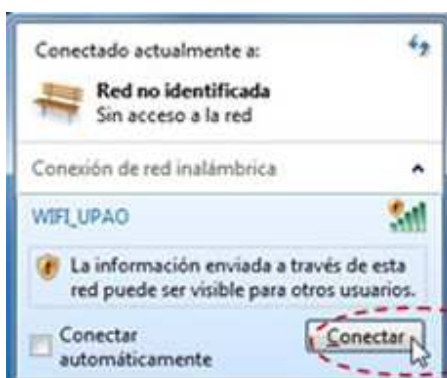 Conectado actualmente a:
Red no identificada
Sin acceso a la red
Conexión de red inalámbrica
WIFI_UPAO
La información enviada a través de esta
red puede ser visible para otros usuarios.
Conectar
automáticamente
Conectar